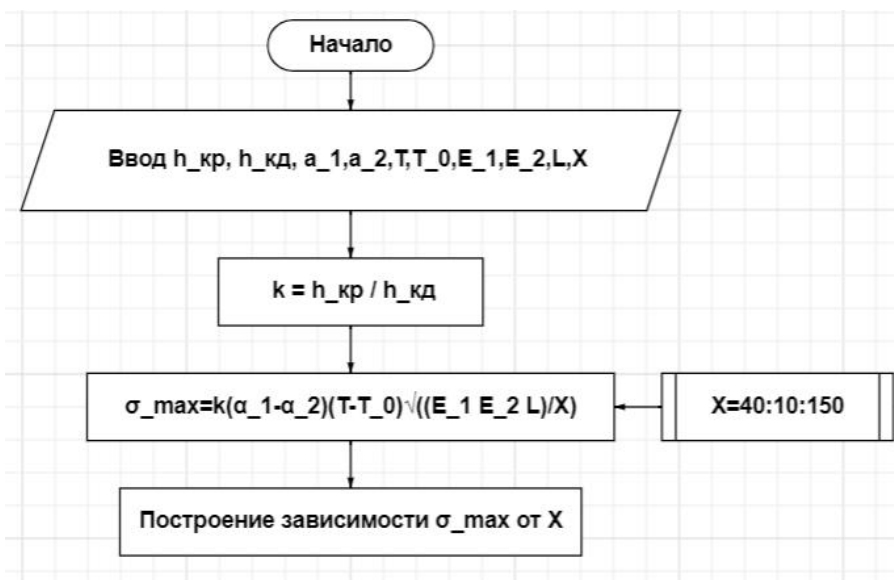 Начало
Ввод h_кр, h_кд, a_1,a_2,T,T_0,E_1,E_2,L,X
k = h_кр / h_кд
σ_max=k(α_1-α_2)(T-T_0)√((E_1 E_2 L)/X)
X=40:10:150
Построение зависимости σ_max от X